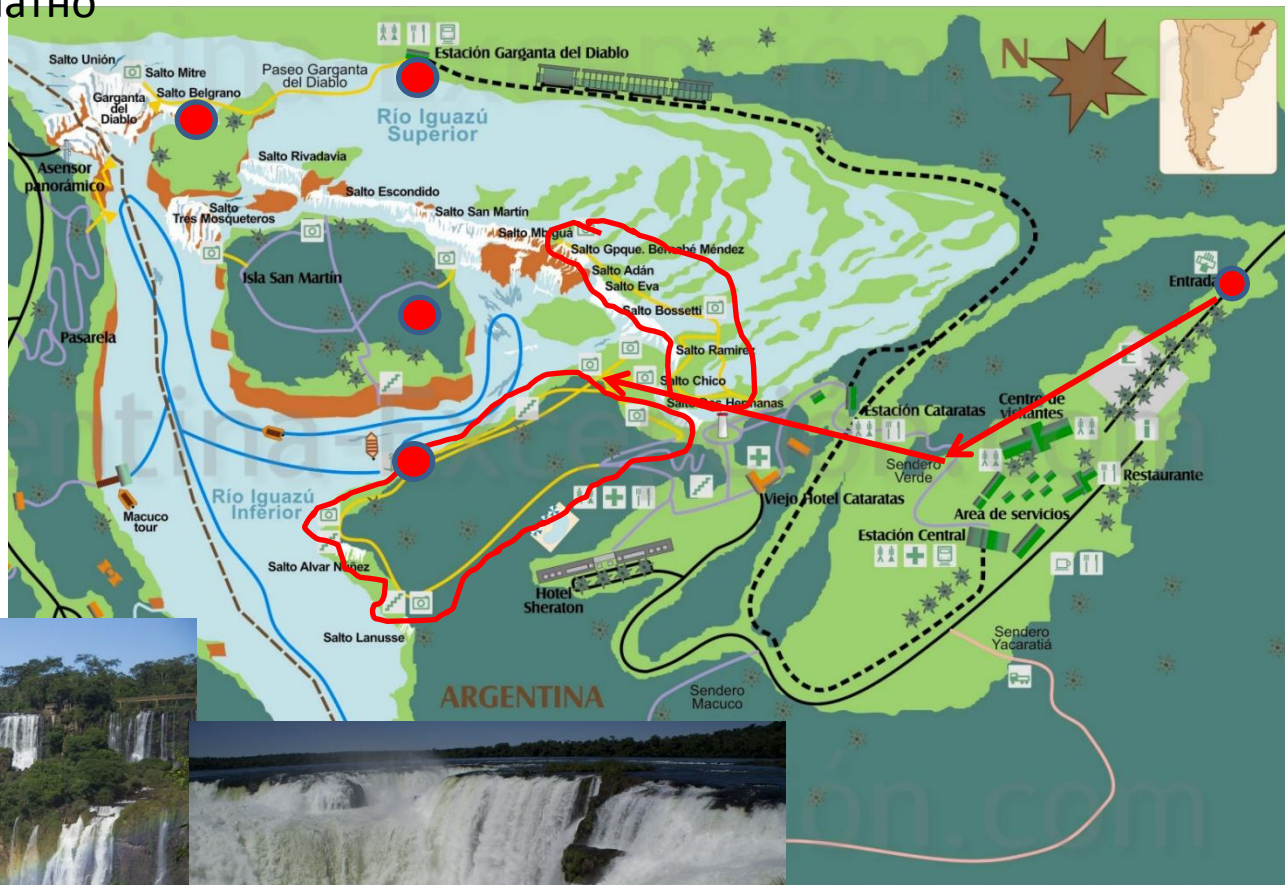 латно
Salto Unión
Salto Mitre
Garganta
del
Diablo
Salto Belgrano
Paseo Garganta
del Diablo
Estación Garganta del Diablo
Río Iguazú
Superior
N
Asensor
panorámico
Salto Rivadavia
Salto Escondido
Salto San Martín
Salto
Tres Mosqueteros
Salto Mbiguá
Salto Gpque. Bernabé Méndez
Salto Adán
Salto Eva
Isla San Martín
Salto Bossetti
Entrada
Pasarela
Salto Ramírez
Salto Chico
Salto Dos Hermanas
Estación Cataratas
Centro de
visitantes
Sendero
Verde
Restaurante
Viejo Hotel Cataratas
Area de servicios
Río Iguazú
Inferior
Macuco
tour
Estación Central
Salto Alvar Núñez
Hotel
Sheraton
Salto Lanusse
Sendero
Yacaratiá
ARGENTINA
Sendero
Macuco
ón.com